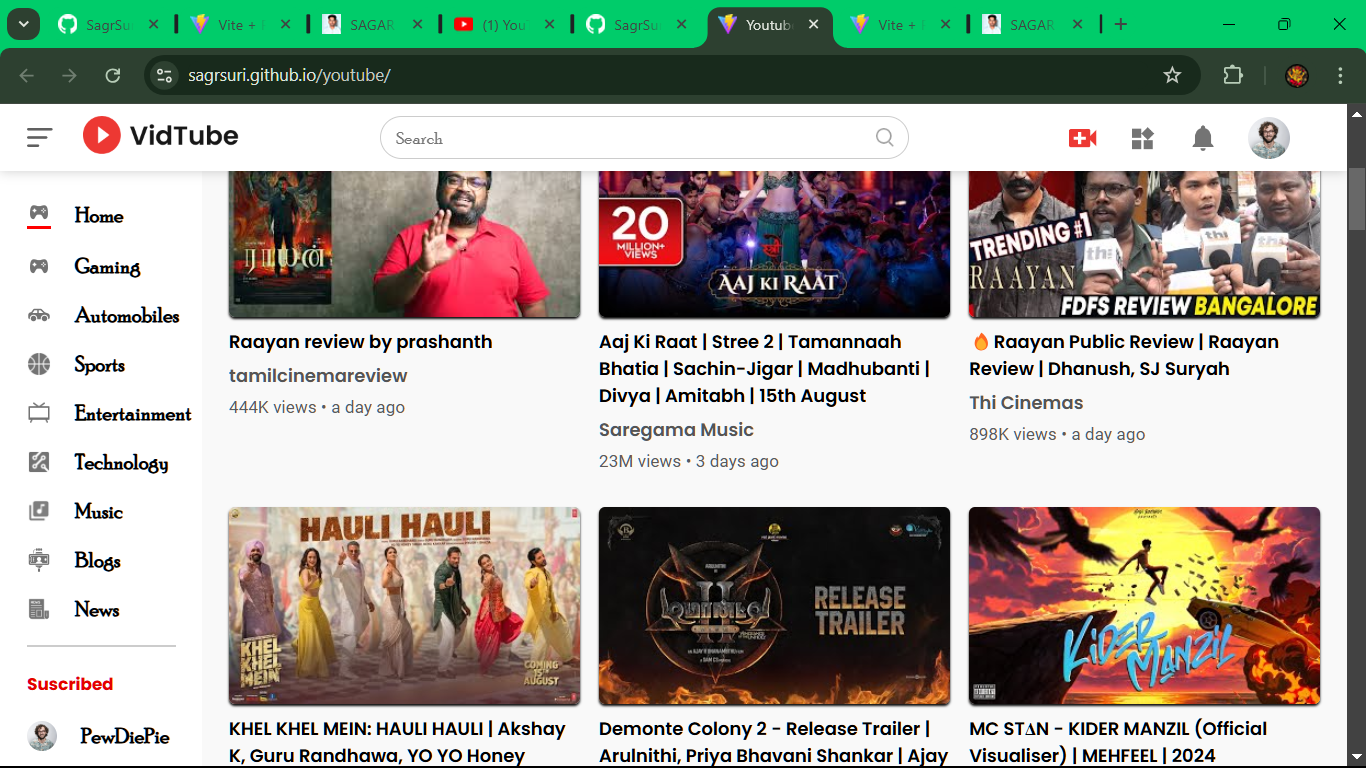 SagrSu
Vite +
SAGAR
(1) You
SagrSu
Youtub
Vite +
SAGAR
sagrsuri.github.io/youtube/
VidTube
Search
Home
Gaming
Automobiles
Sports
Entertainment
Technology
Music
Blogs
News
Suscribed
PewDiePie
ராயன்
20
MILLION+
VIEWS
AAJ KI RAAT
TRENDING #1
thi
thi
thi
RAAYAN
FDFS REVIEW BANGALORE
Raayan review by prashanth
tamilcinemareview
444K views • a day ago
Aaj Ki Raat | Stree 2 | Tamannaah
Bhatia | Sachin-Jigar | Madhubanti |
Divya | Amitabh | 15th August
Saregama Music
23M views • 3 days ago
🔥 Raayan Public Review | Raayan
Review | Dhanush, SJ Suryah
Thi Cinemas
898K views • a day ago
HAULI HAULI
KHEL
KHEL
MEIN
COMING
15TH
AUGUST
RELEASE
TRAILER
KIDER
MANZIL
KHEL KHEL MEIN: HAULI HAULI | Akshay
K, Guru Randhawa, YO YO Honey
Demonte Colony 2 - Release Trailer |
Arulnithi, Priya Bhavani Shankar | Ajay
MC ST∆N - KIDER MANZIL (Official
Visualiser) | MEHFEEL | 2024